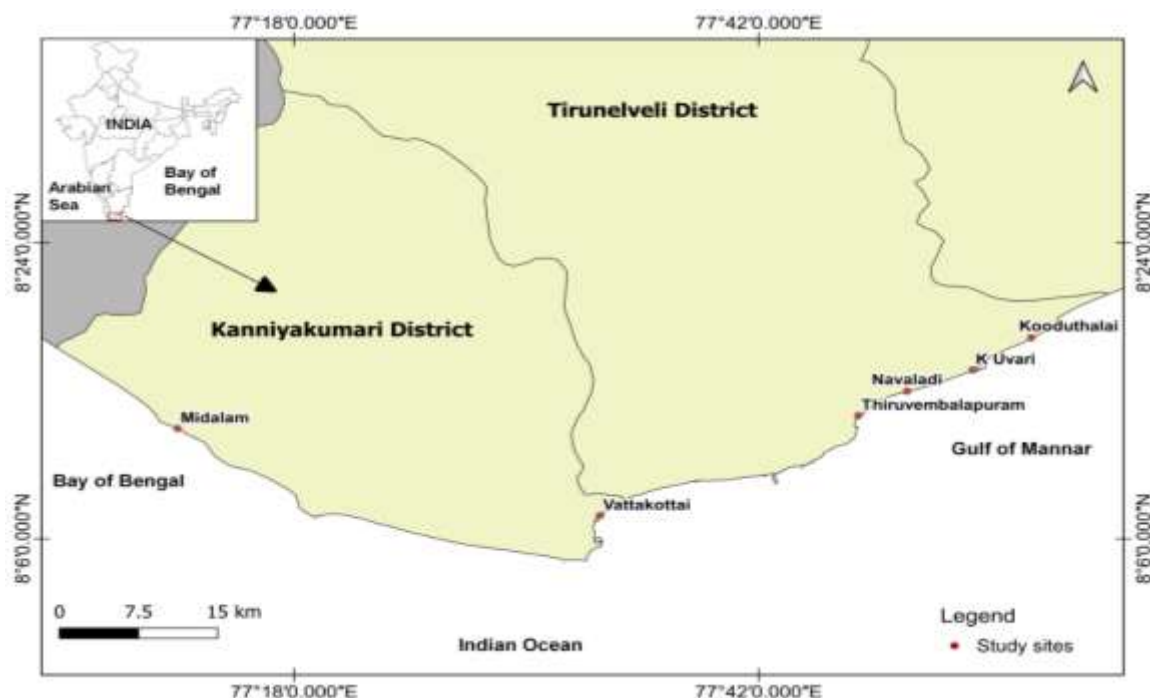 77°18'0.000"E
77°42'0.000"E
INDIA
Bay of
Bengal
Arabian
Sea
Tirunelveli District
8°24'0.000"N
8°24'0.000"N
Kanniyakumari District
Kooduthalai
K Uvari
Navaladi
Thiruvembalapuram
Midalam
Gulf of Mannar
Bay of Bengal
Vattakottai
8°6'0.000"N
8°6'0.000"N
0 7.5 15 km
Legend
Study sites
Indian Ocean
77°18'0.000"E
77°42'0.000"E